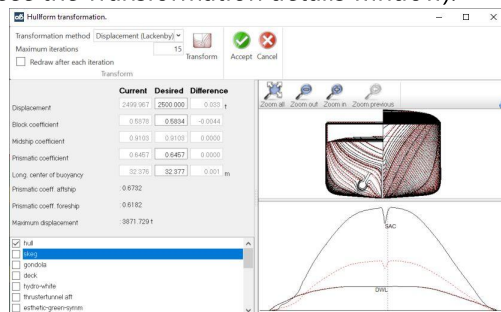 see the Transformation details window).
Hullform transformation.
Transformation method Displacement (Lackenby)
Maximum iterations 15
Redraw after each iteration
Transform
Transform
Accept Cancel
Current Desired Difference
Displacement 2499.967 2500.000 0.033 t
Block coefficient 0.5878 0.5834 -0.0044
Midship coefficient 0.9103 0.9103 0.0000
Prismatic coefficient 0.6457 0.6457 0.0000
Long. center of buoyancy 32.376 32.377 0.001 m
Prismatic coeff. aftship 0.6732
Prismatic coeff. foreship 0.6182
Maximum displacement 3871.729 t
hull
skeg
gondola
deck
hydro-white
thrustertunnel aft
esthetic-green-symm
Zoom all Zoom out Zoom in Zoom previous
SAC
DWL